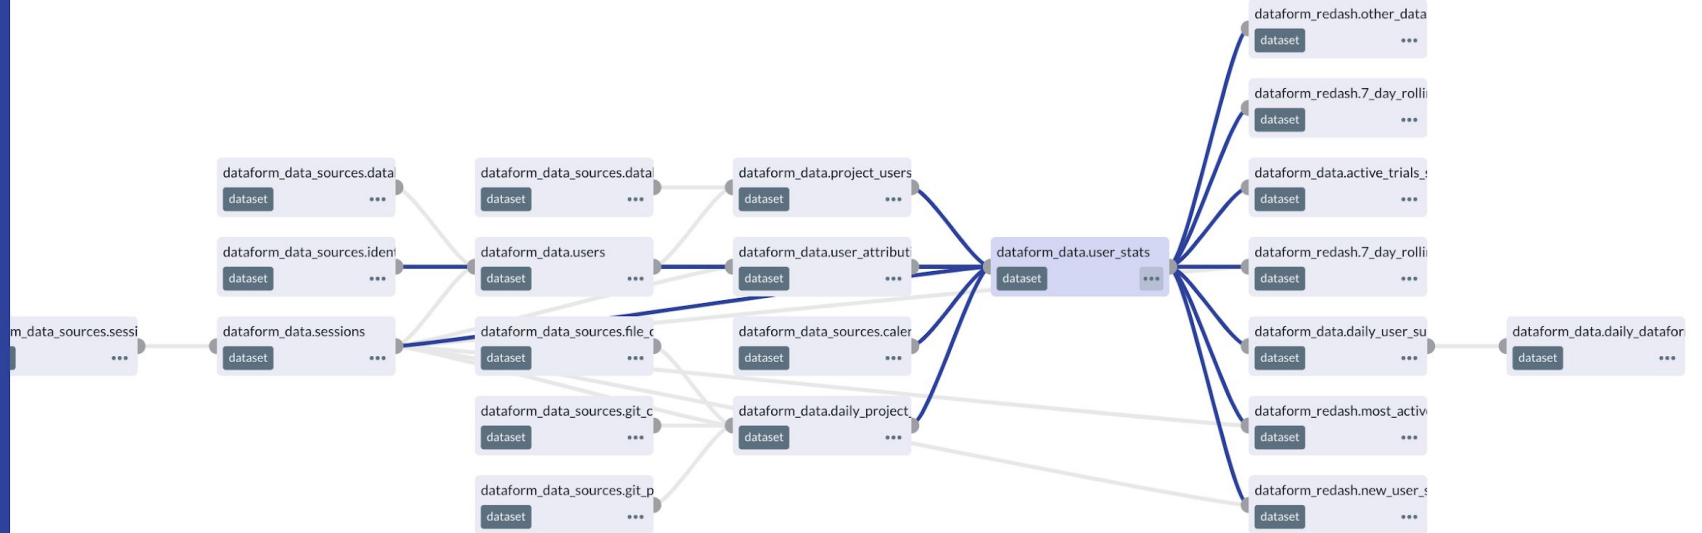 dataform_redash.other_data
dataset
dataform_redash.7_day_rolli
dataset
dataform_data_sources.data
dataset
dataform_data_sources.data
dataset
dataform_data.project_users
dataset
dataform_data.active_trials_s
dataset
dataform_data_sources.iden
dataset
dataform_data.users
dataset
dataform_data.user_attributi
dataset
dataform_data.user_stats
dataset
dataform_redash.7_day_rolli
dataset
m_data_sources.sessi
dataform_data.sessions
dataset
dataform_data_sources.file_c
dataset
dataform_data_sources.caler
dataset
dataform_data.daily_user_su
dataset
dataform_data.daily_datafor
dataset
dataform_data_sources.git_c
dataset
dataform_data.daily_project_
dataset
dataform_redash.most_activ
dataset
dataform_data_sources.git_p
dataset
dataform_redash.new_user_s
dataset